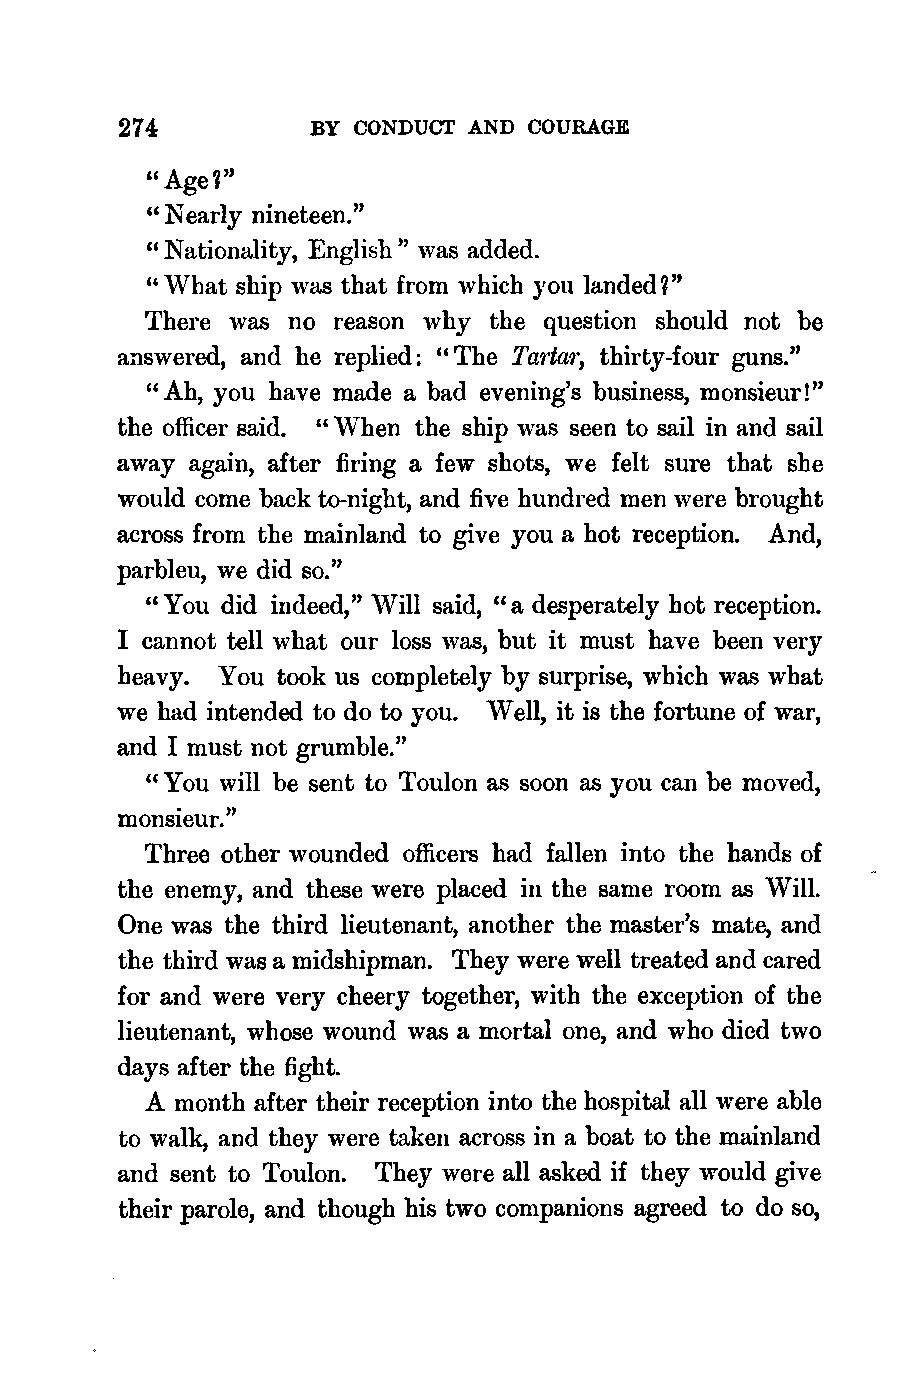 274 BY CONDUCT AND COURAGE
"Age?"
"Nearly nineteen."
"Nationality, English" was added.
"What ship was that from which you landed?"
There was no reason why the question should not be
answered, and he replied: "The Tartar, thirty-four guns."
"Ah, you have made a bad evening's business, monsieur!"
the officer said. "When the ship was seen to sail in and sail
away again, after firing a few shots, we felt sure that she
would come back to-night, and five hundred men were brought
across from the mainland to give you a hot reception. And,
parbleu, we did so."
"You did indeed," Will said, "a desperately hot reception.
I cannot tell what our loss was, but it must have been very
heavy. You took us completely by surprise, which was what
we had intended to do to you. Well, it is the fortune of war,
and I must not grumble."
"You will be sent to Toulon as soon as you can be moved,
monsieur."
Three other wounded officers had fallen into the hands of
the enemy, and these were placed in the same room as Will.
One was the third lieutenant, another the master's mate, and
the third was a midshipman. They were well treated and cared
for and were very cheery together, with the exception of the
lieutenant, whose wound was a mortal one, and who died two
days after the fight.
A month after their reception into the hospital all were able
to walk, and they were taken across in a boat to the mainland
and sent to Toulon. They were all asked if they would give
their parole, and though his two companions agreed to do so,